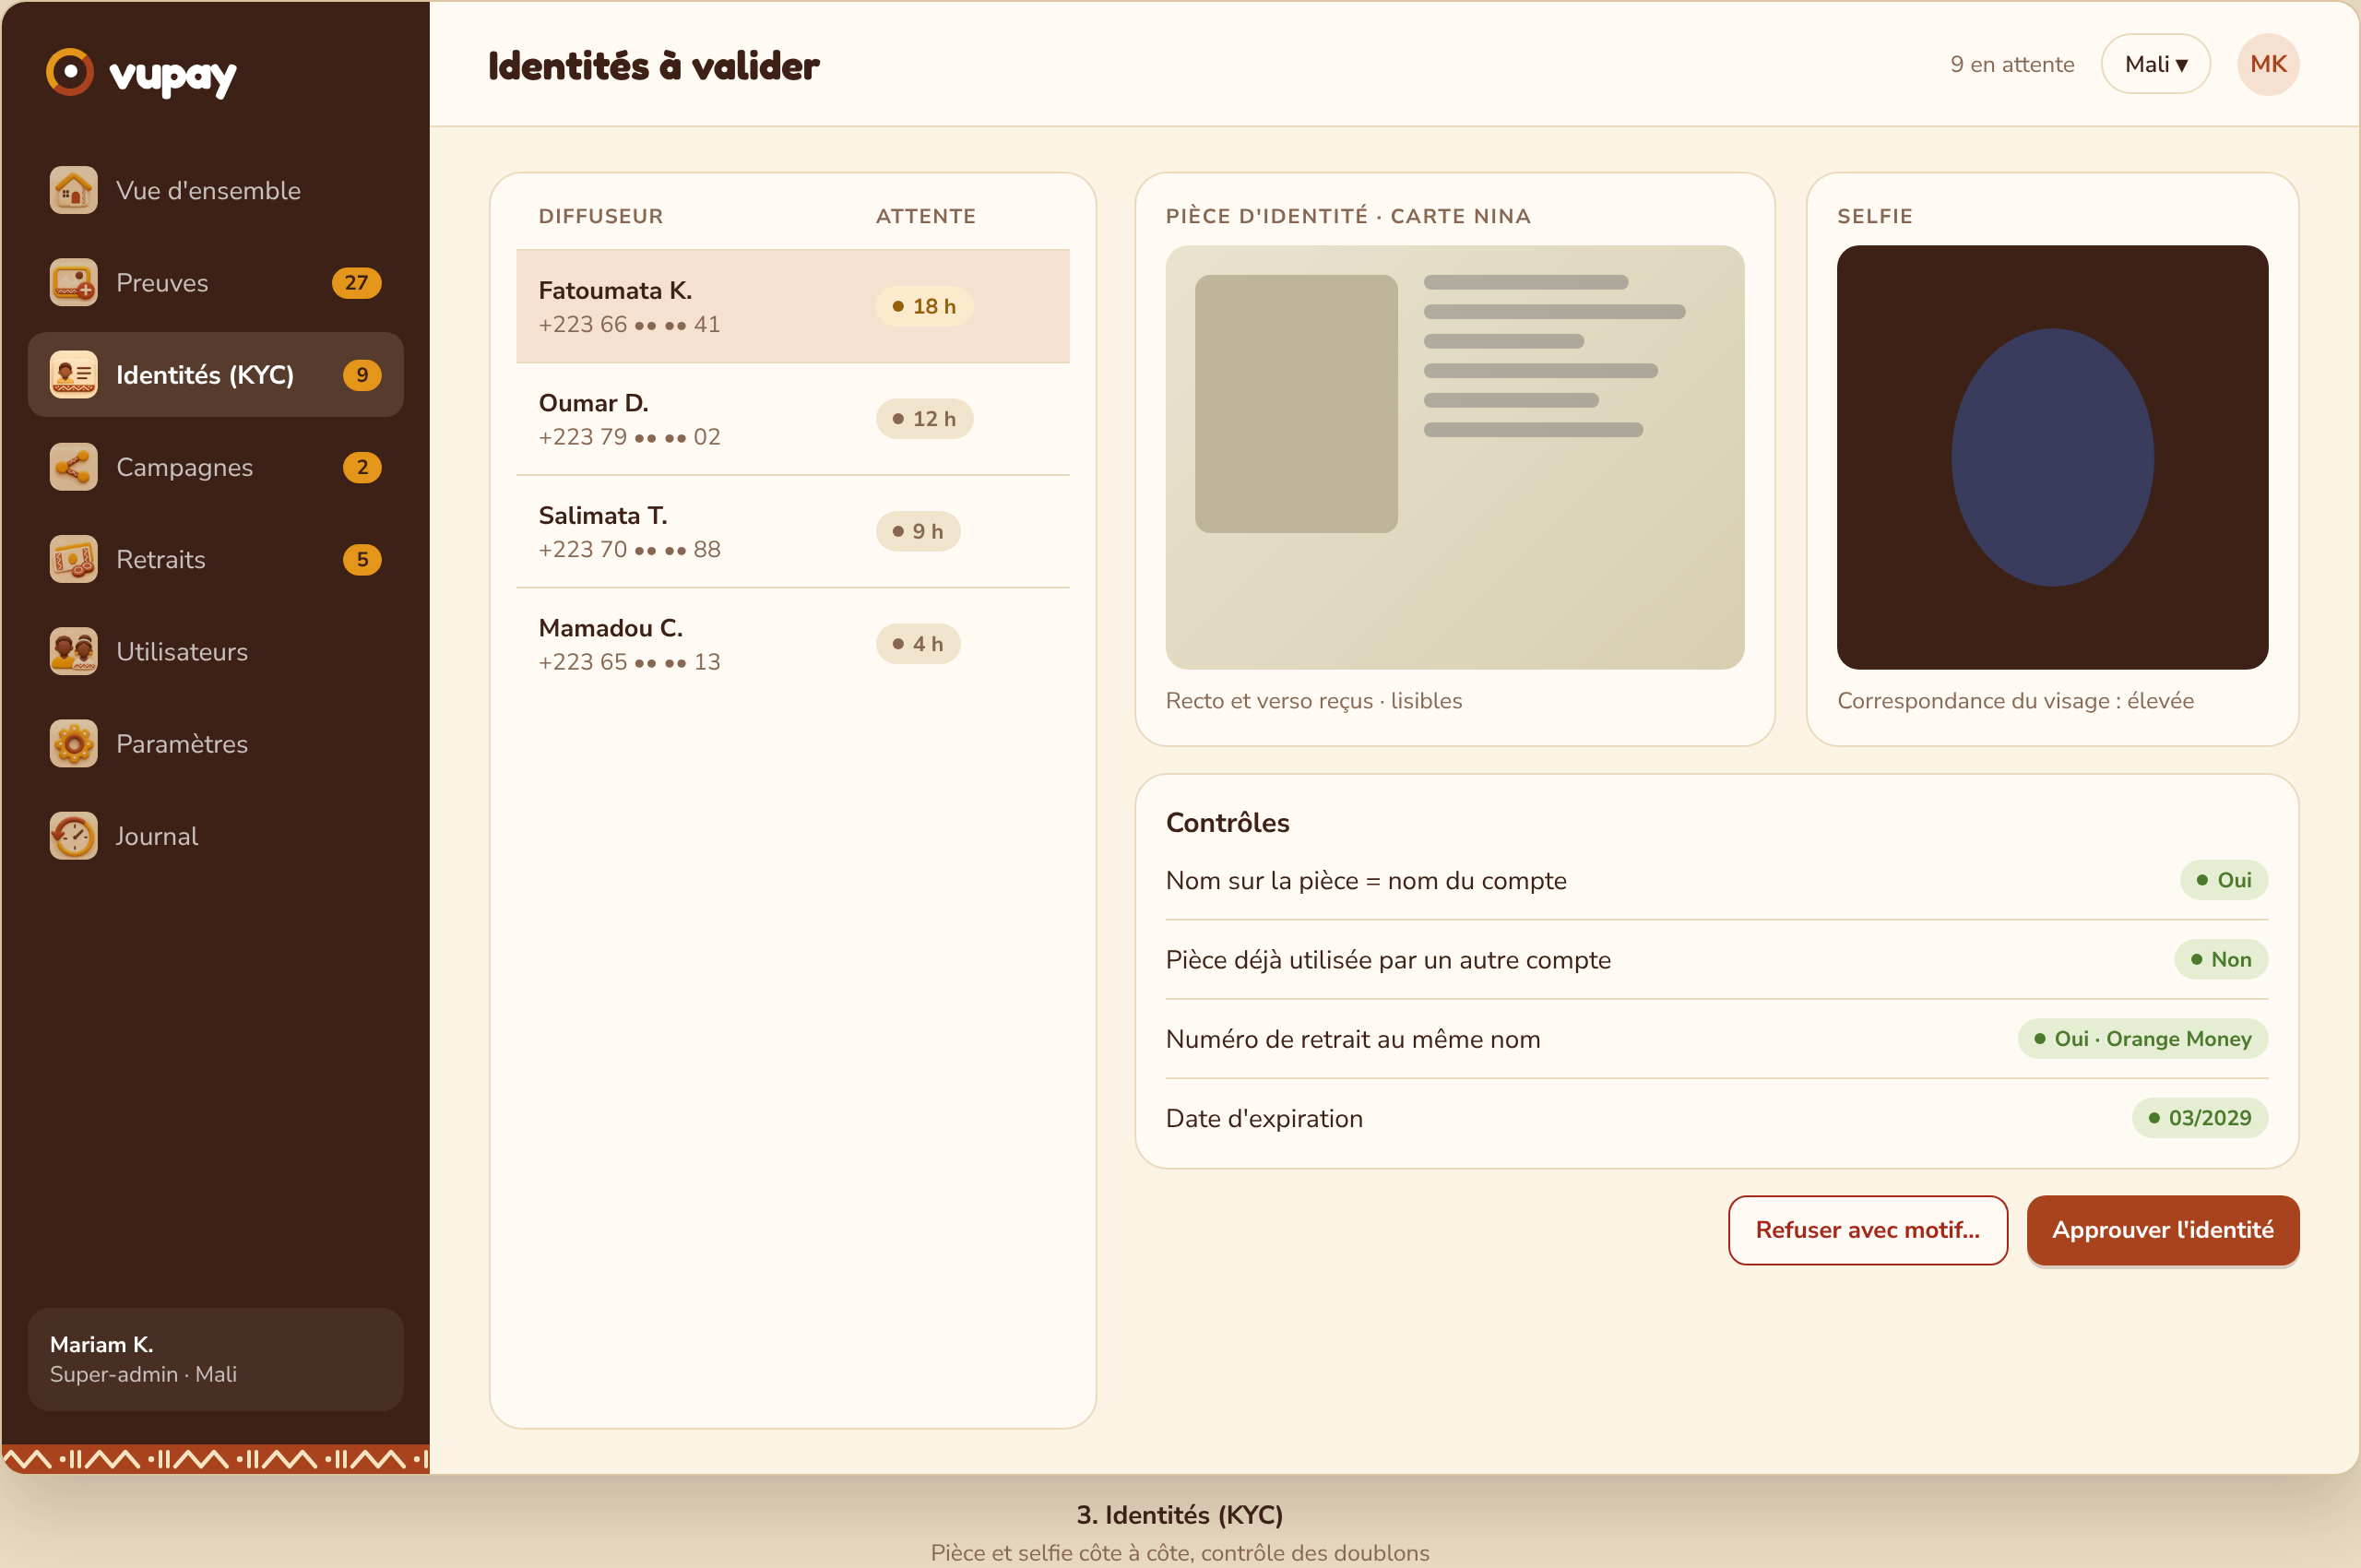 vupay
Vue d'ensemble
Preuves 27
Identités (KYC) 9
Campagnes 2
Retraits 5
Utilisateurs
Paramètres
Journal
Mariam K.
Super-admin · Mali
Identités à valider
9 en attente
Mali ▾
MK
DIFFUSEUR ATTENTE
Fatoumata K.
+223 66 •• •• 41
18 h
Oumar D.
+223 79 •• •• 02
12 h
Salimata T.
+223 70 •• •• 88
9 h
Mamadou C.
+223 65 •• •• 13
4 h
PIÈCE D'IDENTITÉ · CARTE NINA
Recto et verso reçus · lisibles
SELFIE
Correspondance du visage : élevée
Contrôles
Nom sur la pièce = nom du compte Oui
Pièce déjà utilisée par un autre compte Non
Numéro de retrait au même nom Oui · Orange Money
Date d'expiration 03/2029
Refuser avec motif...
Approuver l'identité
3. Identités (KYC)
Pièce et selfie côte à côte, contrôle des doublons